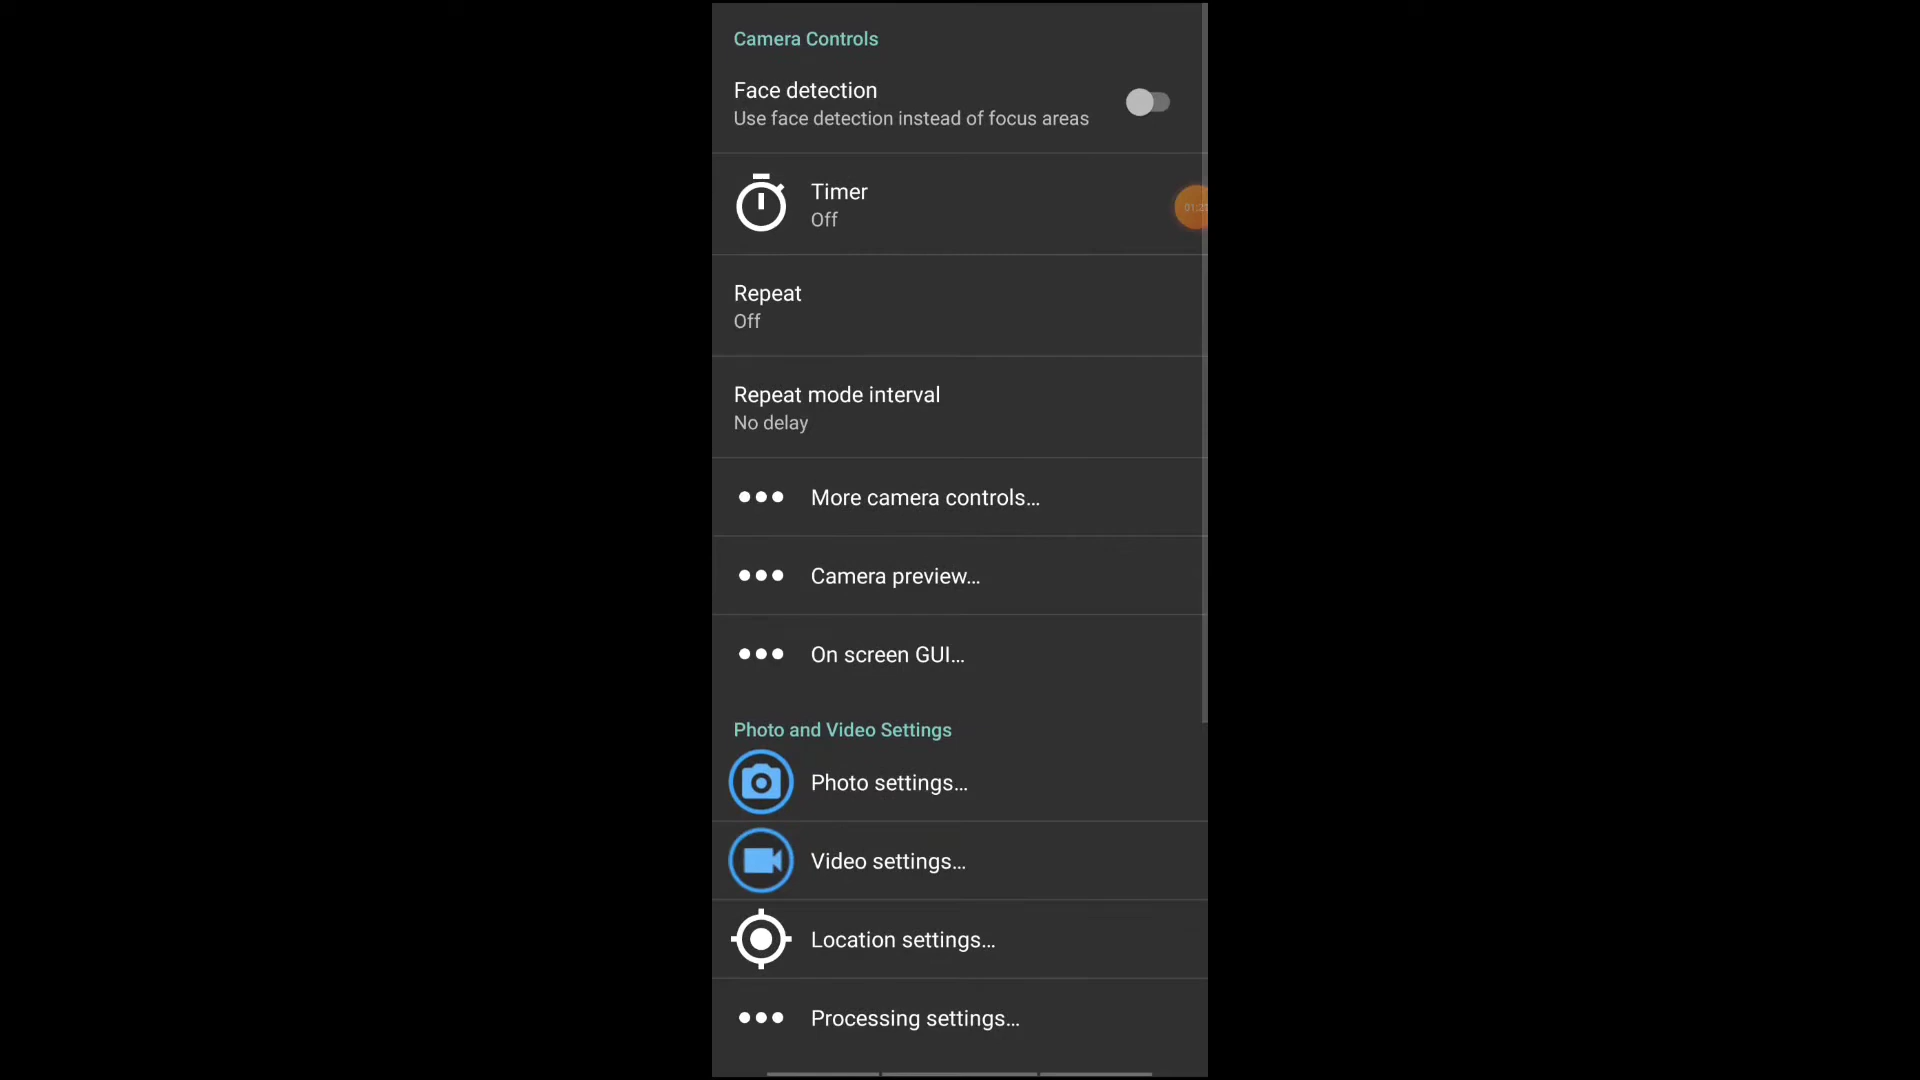 Camera Controls
Face detection
Use face detection instead of focus areas
Timer
Off
Repeat
Off
Repeat mode interval
No delay
More camera controls...
Camera preview...
On screen GUI...
Photo and Video Settings
Photo settings...
Video settings...
Location settings...
Processing settings...